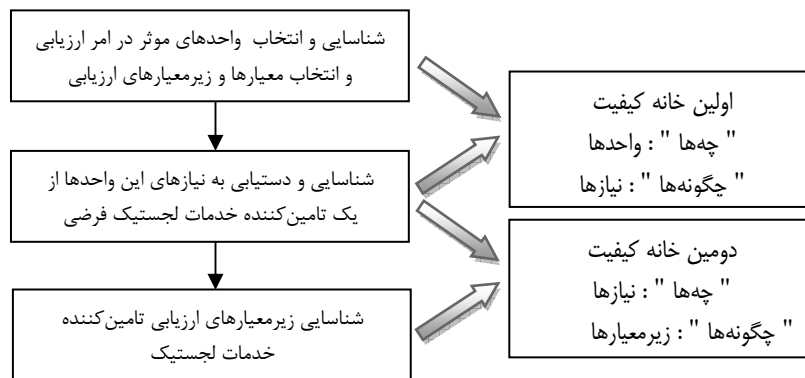 شناسایی و انتخاب واحدهای موثر در امر ارزیابی
و انتخاب معیارها و زیرمعیارهای ارزیابی
شناسایی و دستیابی به نیازهای این واحدها از
یک تامین‌کننده خدمات لجستیک فرضی
شناسایی زیرمعیارهای ارزیابی تامین‌کننده
خدمات لجستیک
اولین خانه کیفیت
" چه‌ها " : واحدها
" چگونه‌ها " : نیازها
دومین خانه کیفیت
" چه‌ها " : نیازها
" چگونه‌ها " : زیرمعیارها